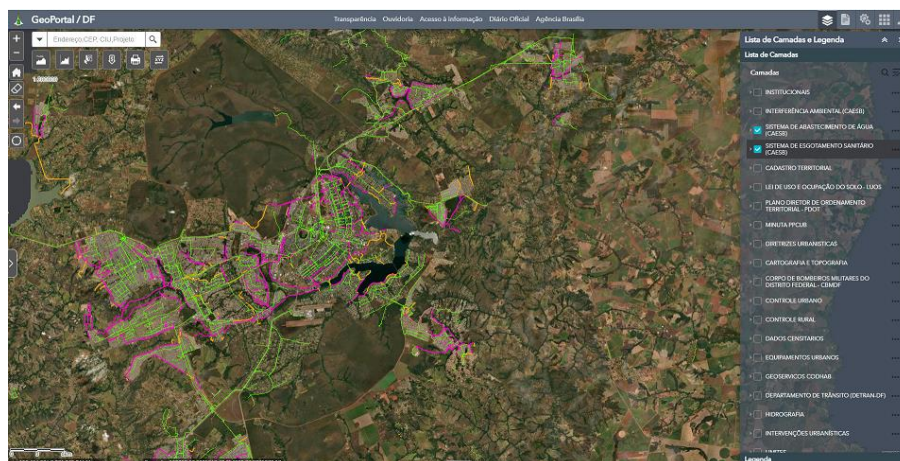 GeoPortal / DF
Transparência Ouvidoria Acesso à Informação Diário Oficial Agência Brasília
Endereço,CEP, CIU,Projeto
Lista de Camadas e Legenda
Lista de Camadas
Camadas
INSTITUCIONAIS
INTERFERÊNCIA AMBIENTAL (CAESB)
SISTEMA DE ABASTECIMENTO DE ÁGUA
(CAESB)
SISTEMA DE ESGOTAMENTO SANITÁRIO
(CAESB)
CADASTRO TERRITORIAL
LEI DE USO E OCUPAÇÃO DO SOLO - LUOS
PLANO DIRETOR DE ORDENAMENTO
TERRITORIAL - PDOT
MINUTA PPCUB
DIRETRIZES URBANISTICAS
CARTOGRAFIA E TOPOGRAFIA
CORPO DE BOMBEIROS MILITARES DO
DISTRITO FEDERAL - CBMDF
CONTROLE URBANO
CONTROLE RURAL
DADOS CENSITARIOS
EQUIPAMENTOS URBANOS
GEOSERVICOS CODHAB
DEPARTAMENTO DE TRÂNSITO (DETRAN-DF)
HIDROGRAFIA
INTERVENÇÕES URBANÍSTICAS
LIMITES
Legenda